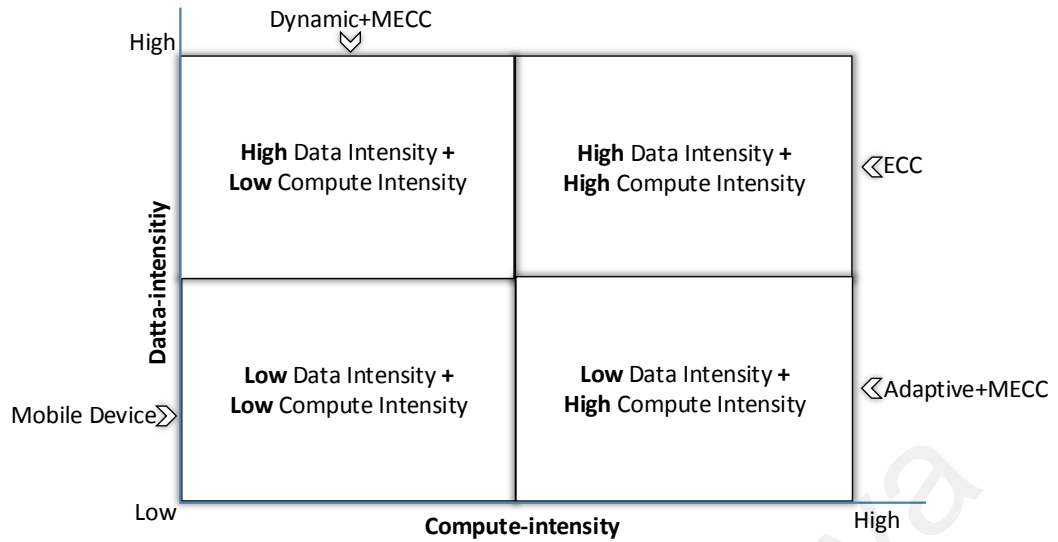 Dynamic+MECC
High
High Data Intensity +
Low Compute Intensity
High Data Intensity +
High Compute Intensity
ECC
Datta-intensitiy
Low Data Intensity +
Low Compute Intensity
Low Data Intensity +
High Compute Intensity
Mobile Device
Adaptive+MECC
Low
Compute-intensity
High